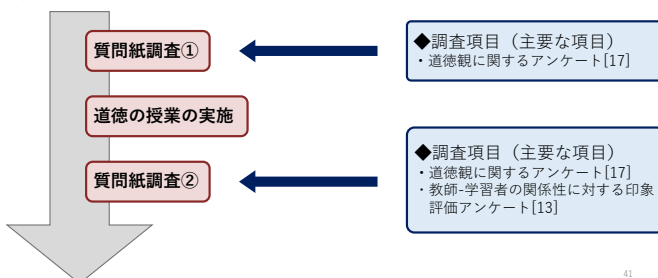 質問紙調査①
◆調査項目（主要な項目）
・道徳観に関するアンケート[17]
道徳の授業の実施
質問紙調査②
◆調査項目（主要な項目）
・道徳観に関するアンケート[17]
・教師-学習者の関係性に対する印象
評価アンケート[13]
41